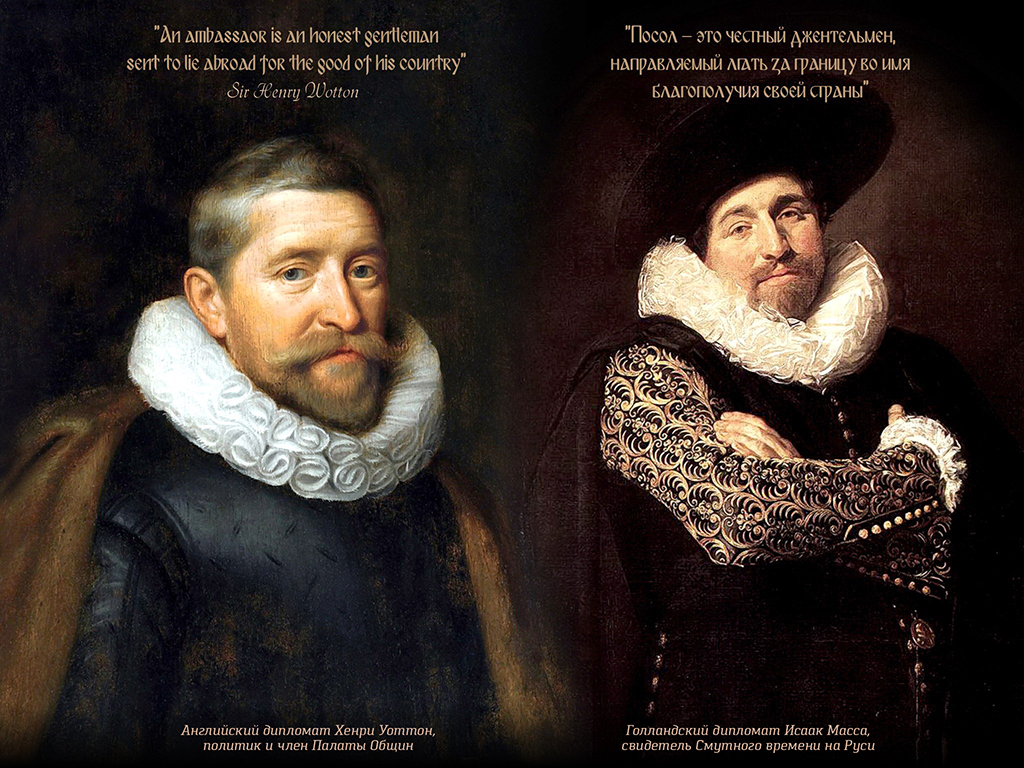 "An ambassaor is an honest gentleman
sent to lie abroad for the good of his country"
Sir Henry Wotton
"Посол – это честный джентельмен,
направляемый лгать за границу во имя
благополучия своей страны"
Английский дипломат Хенри Уоттон,
политик и член Палаты Общин
Голландский дипломат Исаак Масса,
свидетель Смутного времени на Руси